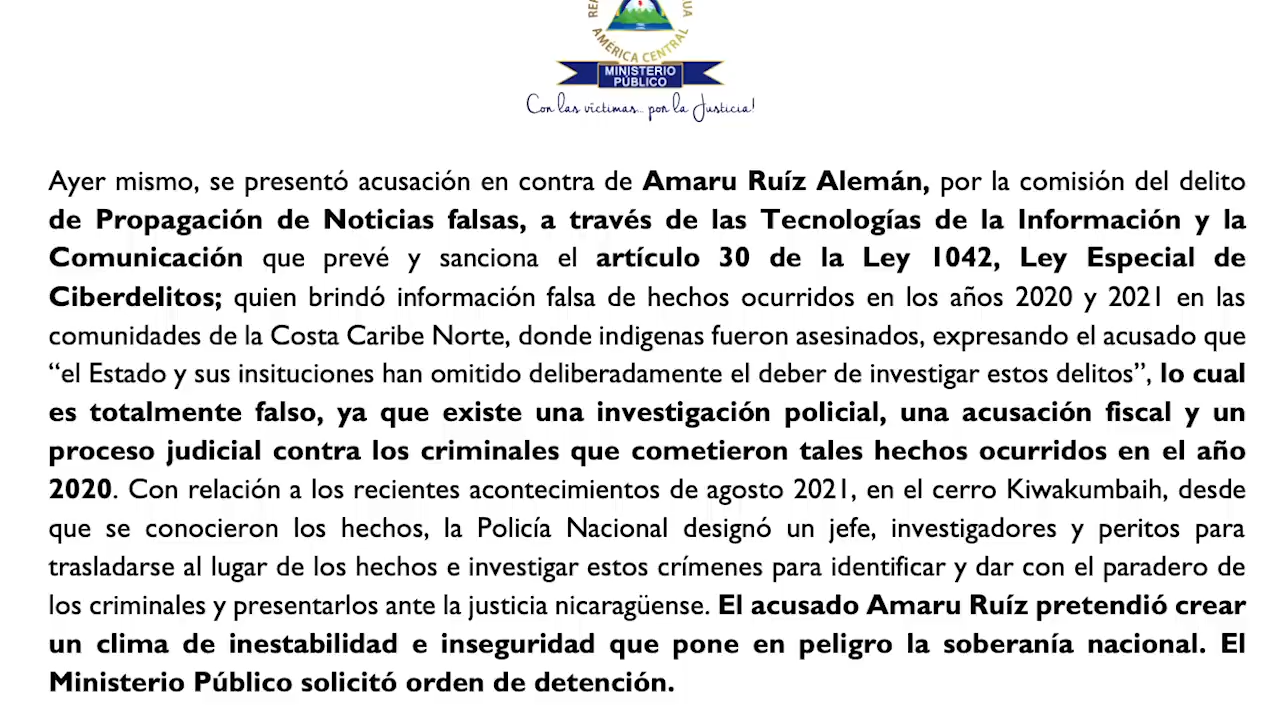 AMÉRICA CENTRAL
MINISTERIO
PÚBLICO
Con las víctimas... por la Justicia!
Ayer mismo, se presentó acusación en contra de Amaru Ruíz Alemán, por la comisión del delito
de Propagación de Noticias falsas, a través de las Tecnologías de la Información y la
Comunicación que prevé y sanciona el artículo 30 de la Ley 1042, Ley Especial de
Ciberdelitos; quien brindó información falsa de hechos ocurridos en los años 2020 y 2021 en las
comunidades de la Costa Caribe Norte, donde indigenas fueron asesinados, expresando el acusado que
“el Estado y sus insituciones han omitido deliberadamente el deber de investigar estos delitos”, lo cual
es totalmente falso, ya que existe una investigación policial, una acusación fiscal y un
proceso judicial contra los criminales que cometieron tales hechos ocurridos en el año
2020. Con relación a los recientes acontecimientos de agosto 2021, en el cerro Kiwakumbaih, desde
que se conocieron los hechos, la Policía Nacional designó un jefe, investigadores y peritos para
trasladarse al lugar de los hechos e investigar estos crímenes para identificar y dar con el paradero de
los criminales y presentarlos ante la justicia nicaragüense. El acusado Amaru Ruíz pretendió crear
un clima de inestabilidad e inseguridad que pone en peligro la soberanía nacional. El
Ministerio Público solicitó orden de detención.